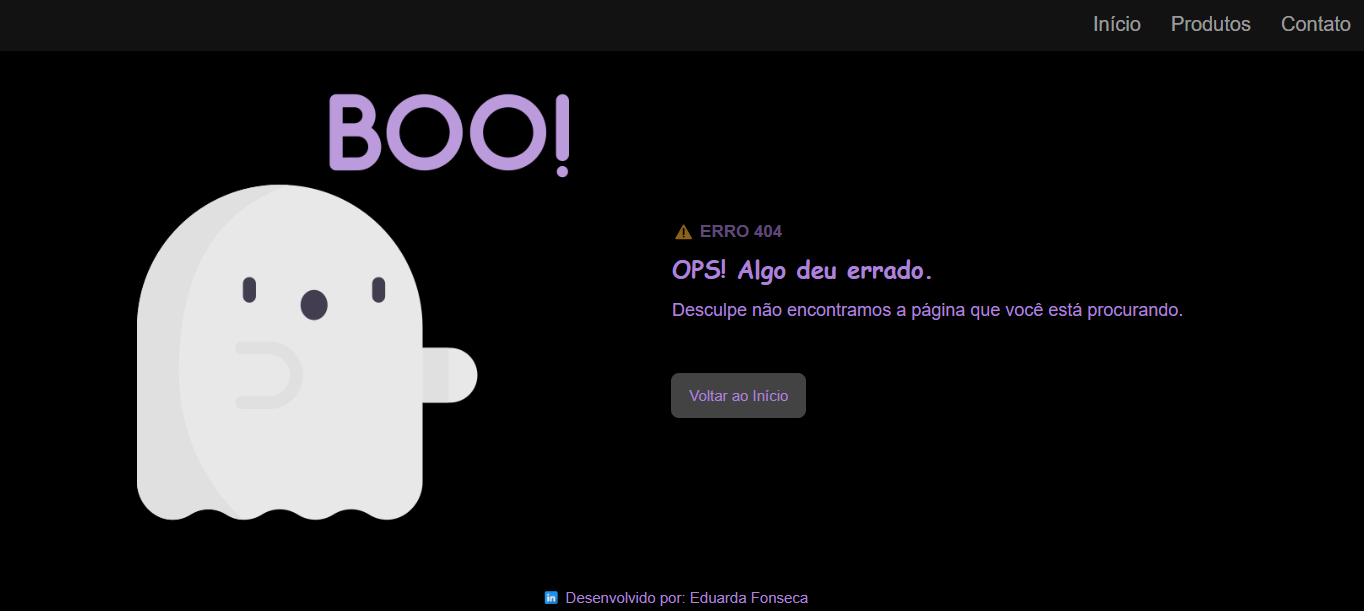 Início Produtos Contato
BOO!
ERRO 404
OPS! Algo deu errado.
Desculpe não encontramos a página que você está procurando.
Voltar ao Início
in Desenvolvido por: Eduarda Fonseca